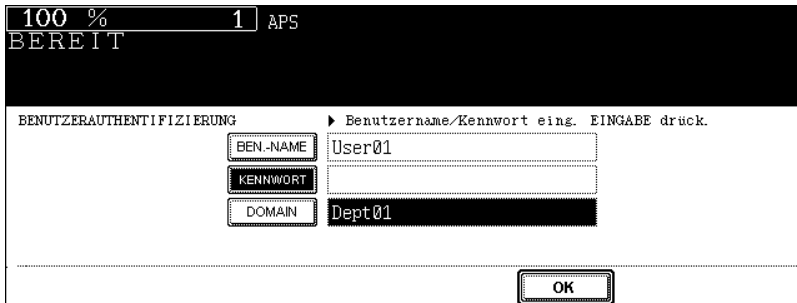 100 % 1 APS
BEREIT
BENUTZERAUTHENTIFIZIERUNG ▶ Benutzername/Kennwort eing. EINGABE drück.
BEN.-NAME User01
KENNWORT
DOMAIN Dept01
OK